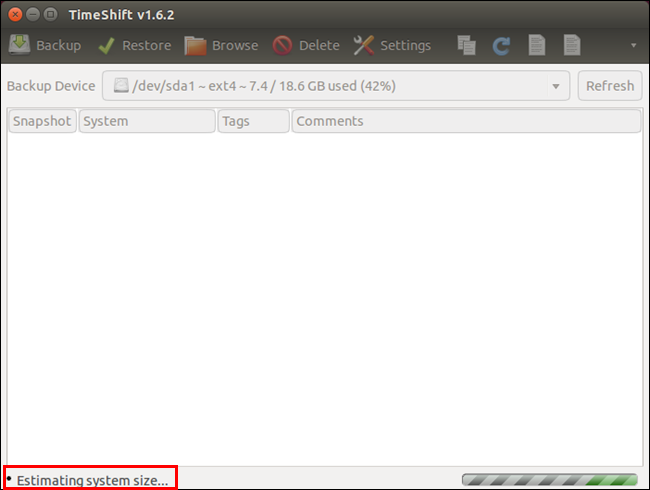 TimeShift v1.6.2
Backup Restore Browse Delete Settings
Backup Device /dev/sda1 ~ ext4 ~ 7.4 / 18.6 GB used (42%) Refresh
Snapshot System Tags Comments
Estimating system size...